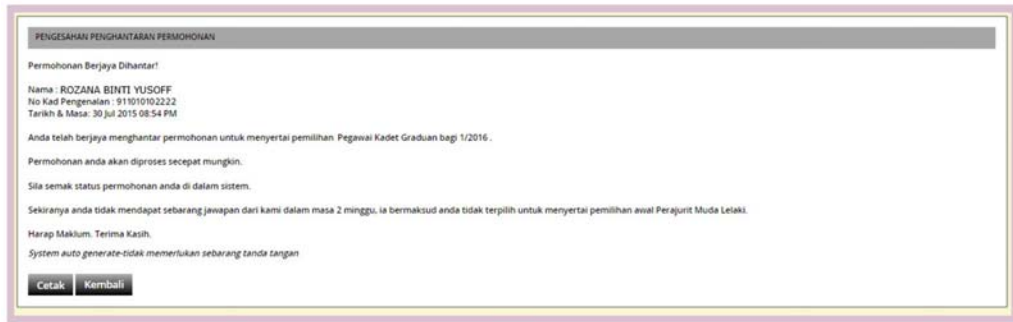 PENGESAHAN PENGHANTARAN PERMOHONAN
Permohonan Berjaya Dihantar!
Nama : ROZANA BINTI YUSOFF
No Kad Pengenalan : 911010102222
Tarikh & Masa: 30 Jul 2015 08:54 PM
Anda telah berjaya menghantar permohonan untuk menyertai pemilihan Pegawai Kadet Graduan bagi 1/2016 .
Permohonan anda akan diproses secepat mungkin.
Sila semak status permohonan anda di dalam sistem.
Sekiranya anda tidak mendapat sebarang jawapan dari kami dalam masa 2 minggu, ia bermaksud anda tidak terpilih untuk menyertai pemilihan awal Perajurit Muda Lelaki.
Harap Maklum. Terima Kasih.
System auto generate-tidak memerlukan sebarang tanda tangan
Cetak Kembali